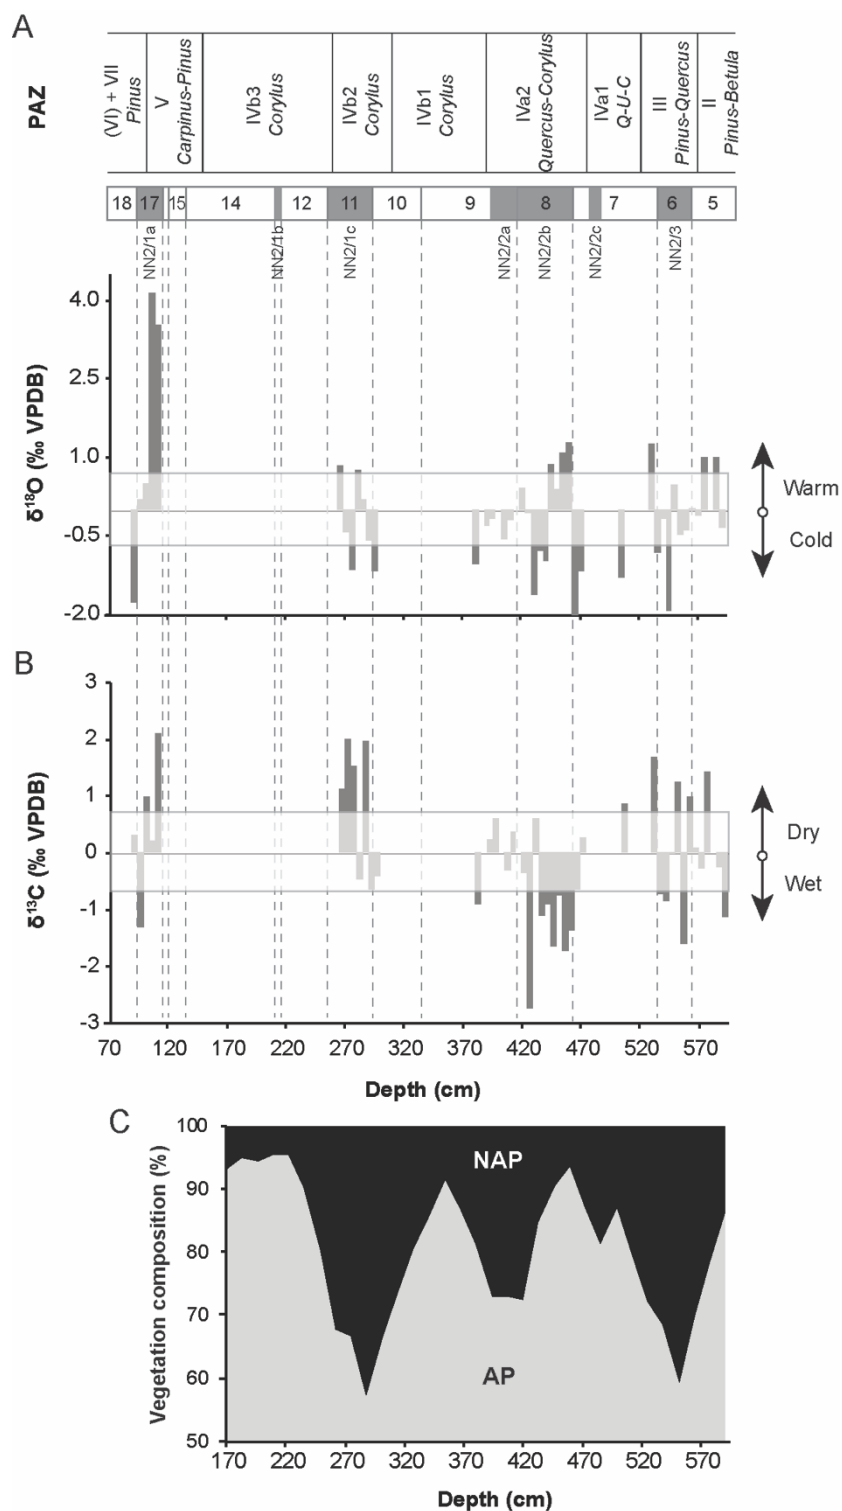 A
PAZ
(VI) + VII
Pinus
V
Carpinus-Pinus
IVb3
Corylus
IVb2
Corylus
IVb1
Corylus
IVa2
Quercus-Corylus
IVa1
Q-U-C
III
Pinus-Quercus
II
Pinus-Betula
18 17 15 14 12 11 10 9 8 7 6 5
NN2/1a NN2/1b NN2/1c NN2/2a NN2/2b NN2/2c NN2/3
δ¹⁸O (‰ VPDB)
4.0
2.5
1.0
-0.5
-2.0
Warm
Cold
B
δ¹³C (‰ VPDB)
3
2
1
0
-1
-2
-3
Dry
Wet
70 120 170 220 270 320 370 420 470 520 570
Depth (cm)
C
Vegetation composition (%)
100
90
80
70
60
50
NAP
AP
170 220 270 320 370 420 470 520 570
Depth (cm)